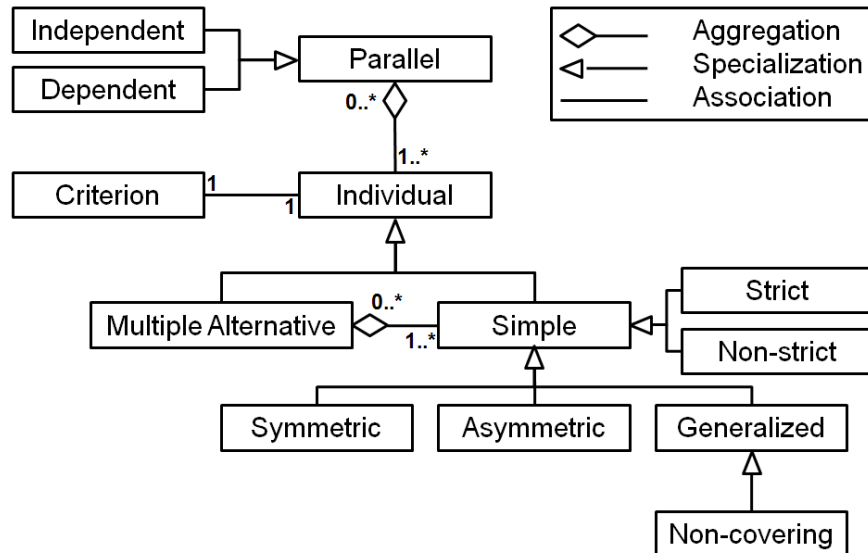 Independent
Dependent
Parallel
Aggregation
Specialization
Association
0..*
1..*
Criterion
1
1
Individual
Multiple Alternative
0..*
1..*
Simple
Strict
Non-strict
Symmetric
Asymmetric
Generalized
Non-covering